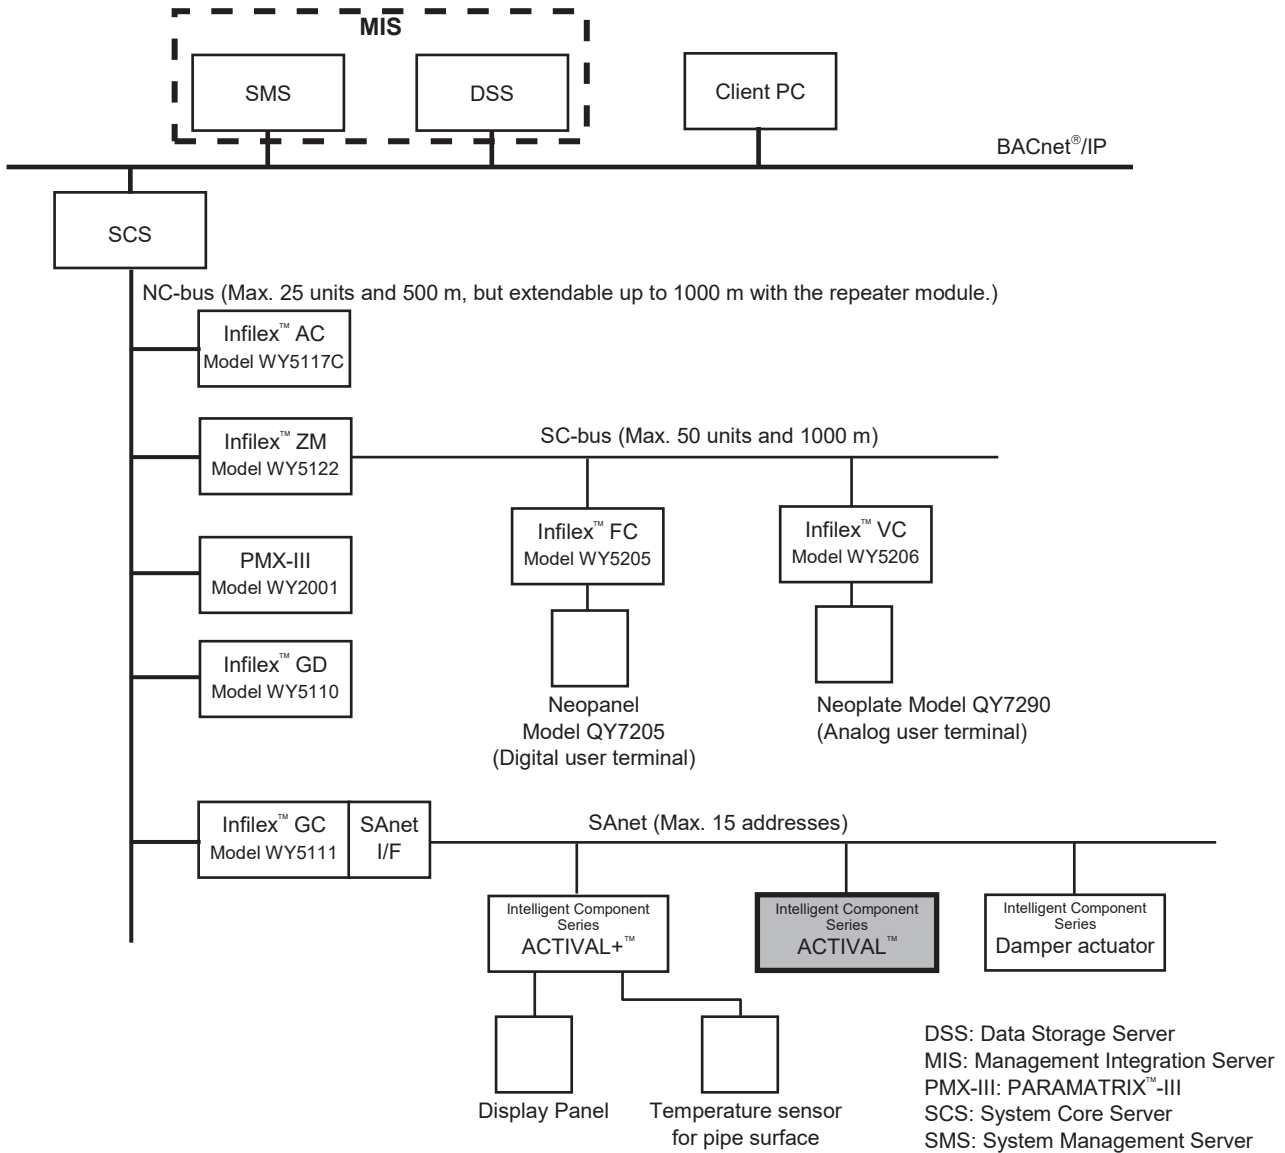 MIS
SMS
DSS
Client PC
BACnet®/IP
SCS
NC-bus (Max. 25 units and 500 m, but extendable up to 1000 m with the repeater module.)
Infilex™ AC
Model WY5117C
Infilex™ ZM
Model WY5122
SC-bus (Max. 50 units and 1000 m)
Infilex™ FC
Model WY5205
Infilex™ VC
Model WY5206
PMX-III
Model WY2001
Infilex™ GD
Model WY5110
Neopanel
Model QY7205
(Digital user terminal)
Neoplate Model QY7290
(Analog user terminal)
Infilex™ GC
Model WY5111
SAnet
I/F
SAnet (Max. 15 addresses)
Intelligent Component
Series
ACTIVAL+™
Intelligent Component
Series
ACTIVAL™
Intelligent Component
Series
Damper actuator
Display Panel
Temperature sensor
for pipe surface
DSS: Data Storage Server
MIS: Management Integration Server
PMX-III: PARAMATRIX™-III
SCS: System Core Server
SMS: System Management Server